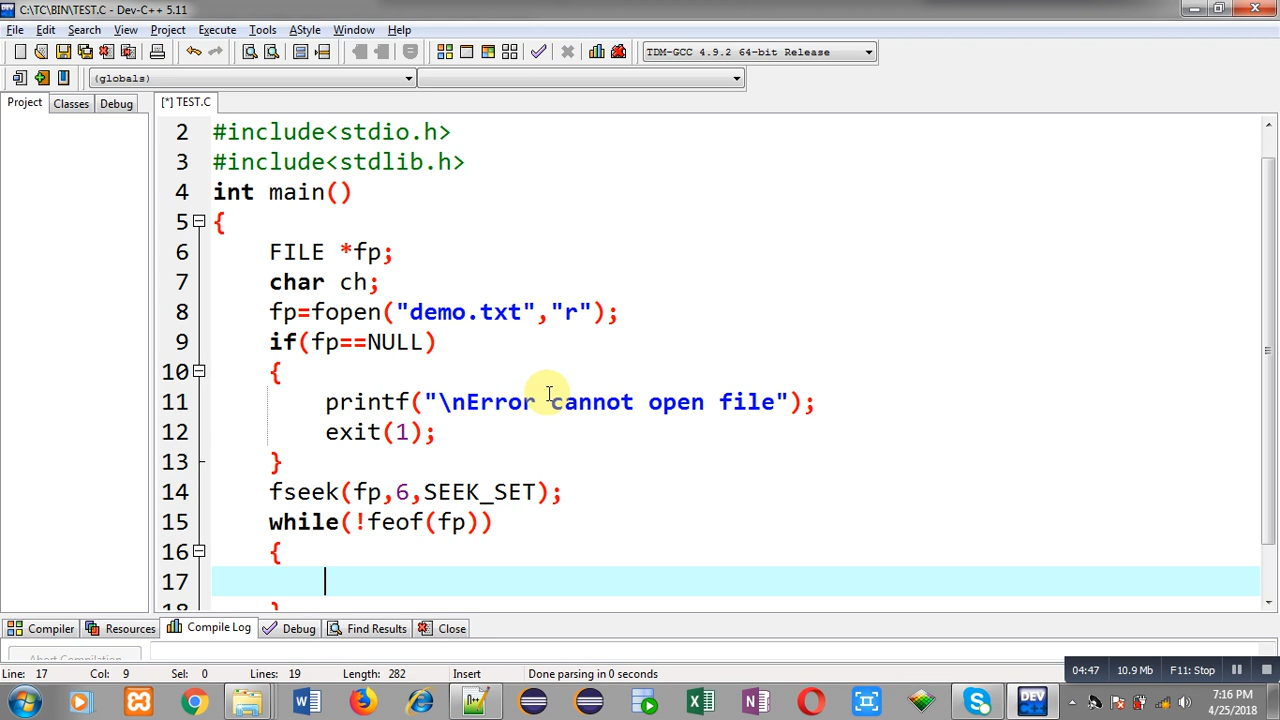 C:\TC\BIN\TEST.C - Dev-C++ 5.11
File Edit Search View Project Execute Tools AStyle Window Help
TDM-GCC 4.9.2 64-bit Release
(globals)
Project Classes Debug [*] TEST.C
2 #include<stdio.h>
3 #include<stdlib.h>
4 int main()
5 {
6 FILE *fp;
7 char ch;
8 fp=fopen("demo.txt","r");
9 if(fp==NULL)
10 {
11 printf("\nError cannot open file");
12 exit(1);
13 }
14 fseek(fp,6,SEEK_SET);
15 while(!feof(fp))
16 {
17
18 }
Compiler Resources Compile Log Debug Find Results Close
Abort Compilation
Line: 17 Col: 9 Sel: 0 Lines: 19 Length: 282 Insert Done parsing in 0 seconds
04:47 10.9 Mb F11: Stop
7:16 PM
4/25/2018